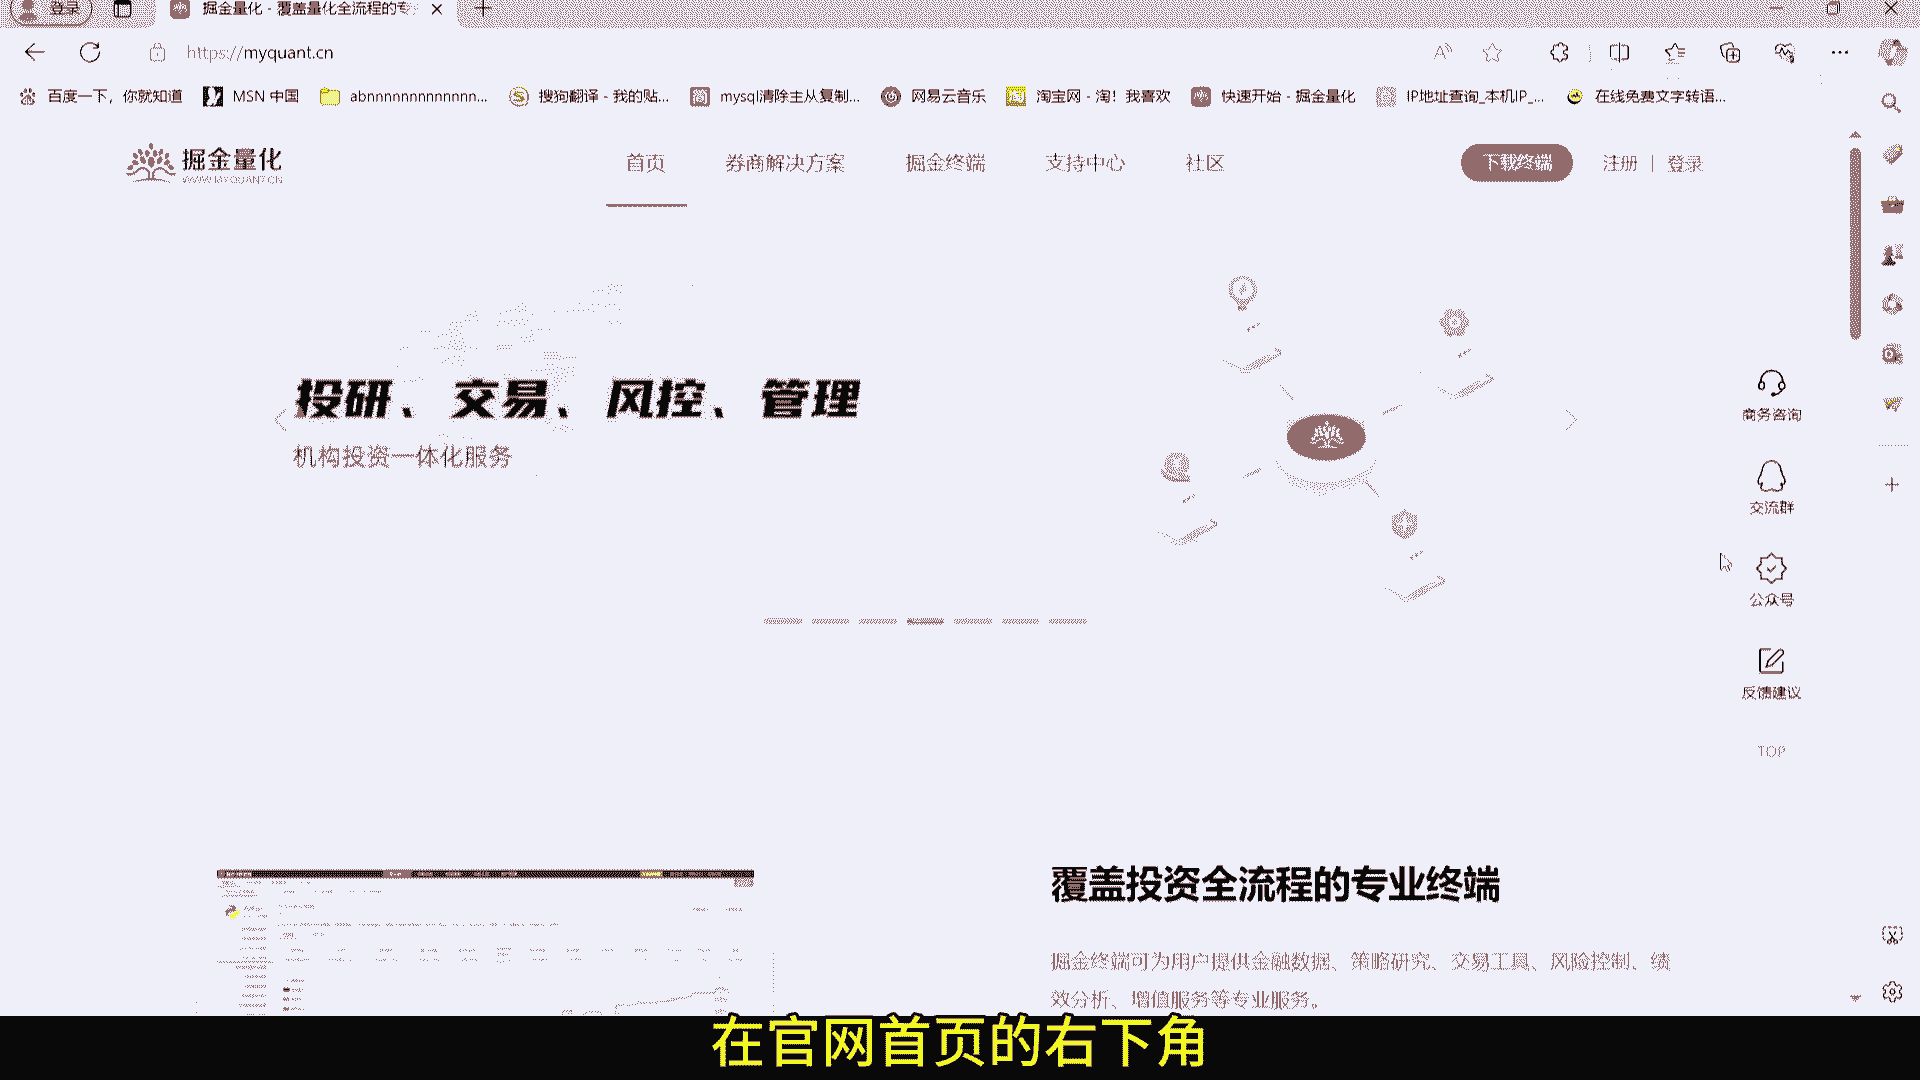 登录
掘金量化 - 覆盖量化全流程的专
https://myquant.cn
百度一下，你就知道
MSN 中国
abnnnnnnnnnnnnn...
搜狗翻译 - 我的贴...
mysql清除主从复制...
网易云音乐
淘宝网 - 淘！我喜欢
快速开始 - 掘金量化
IP地址查询_本机IP_...
在线免费文字转语...
掘金量化
WWW.MYQUANT.CN
首页
券商解决方案
掘金终端
支持中心
社区
下载终端
注册 | 登录
投研、交易、风控、管理
机构投资一体化服务
商务咨询
交流群
公众号
反馈建议
TOP
覆盖投资全流程的专业终端
掘金终端可为用户提供金融数据、策略研究、交易工具、风险控制、绩
效分析、增值服务等专业服务。
在官网首页的右下角